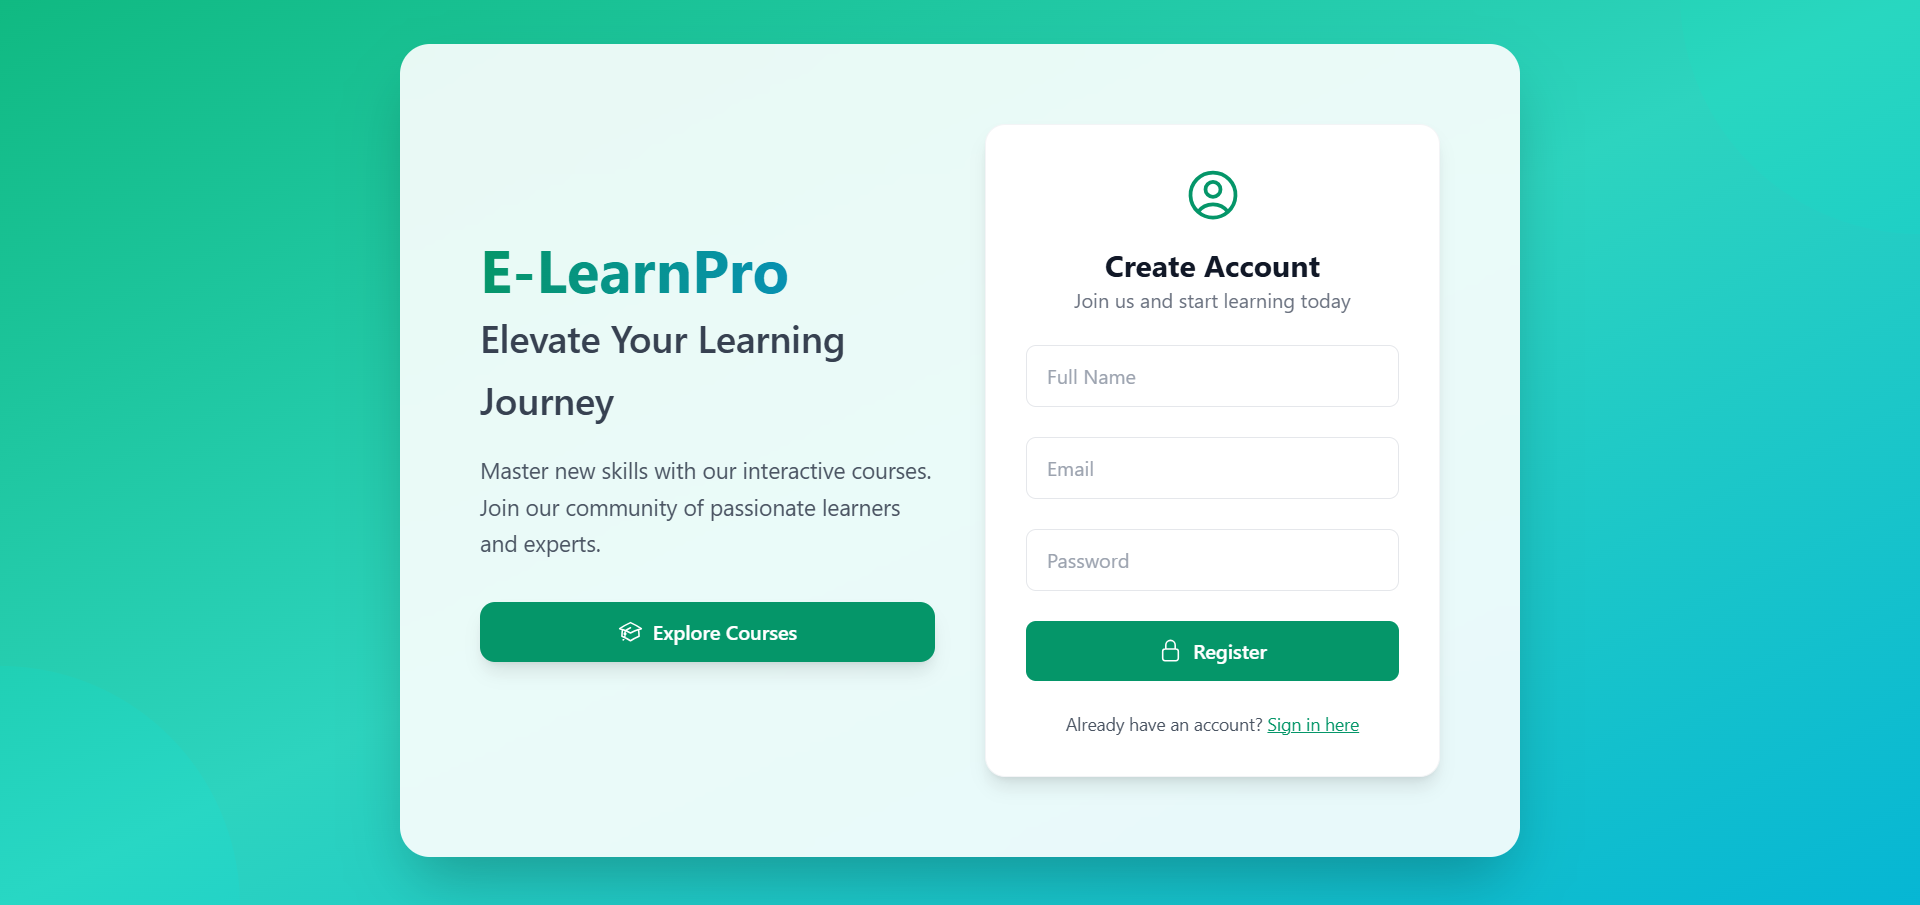 E-LearnPro
Elevate Your Learning
Journey
Master new skills with our interactive courses.
Join our community of passionate learners
and experts.
Explore Courses
Create Account
Join us and start learning today
Full Name
Email
Password
Register
Already have an account? Sign in here